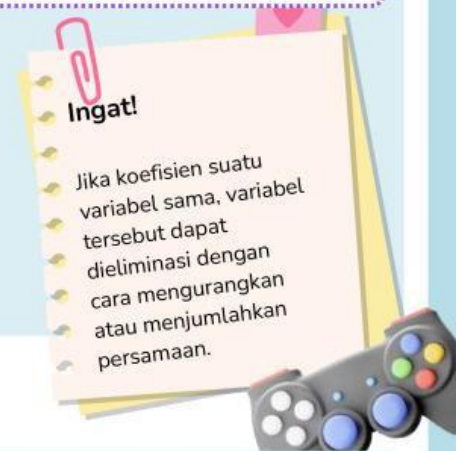 Ingat!
Jika koefisien suatu
variabel sama, variabel
tersebut dapat
dieliminasi dengan
cara mengurangkan
atau menjumlahkan
persamaan.